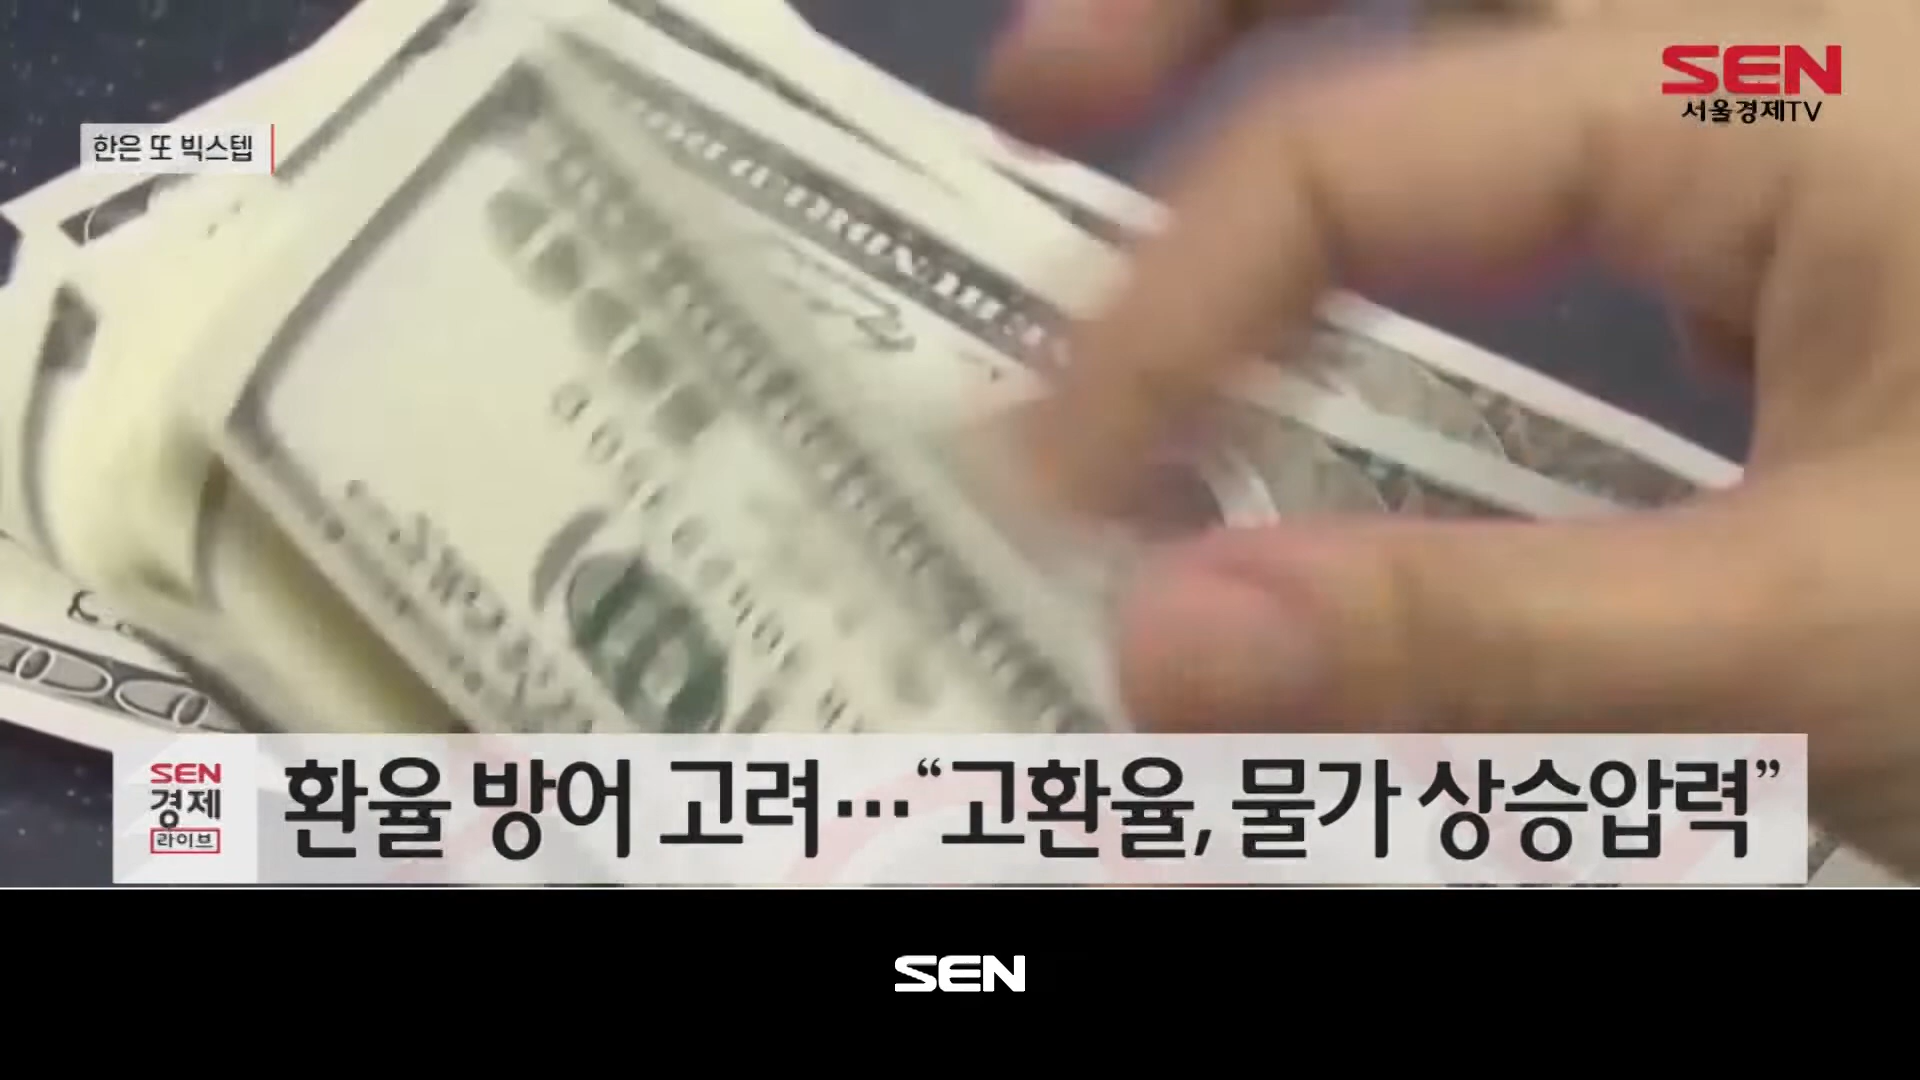 SEN
서울경제TV
한은 또 빅스텝
SEN
경제
라이브
환율 방어 고려…“고환율, 물가 상승압력”
SEN